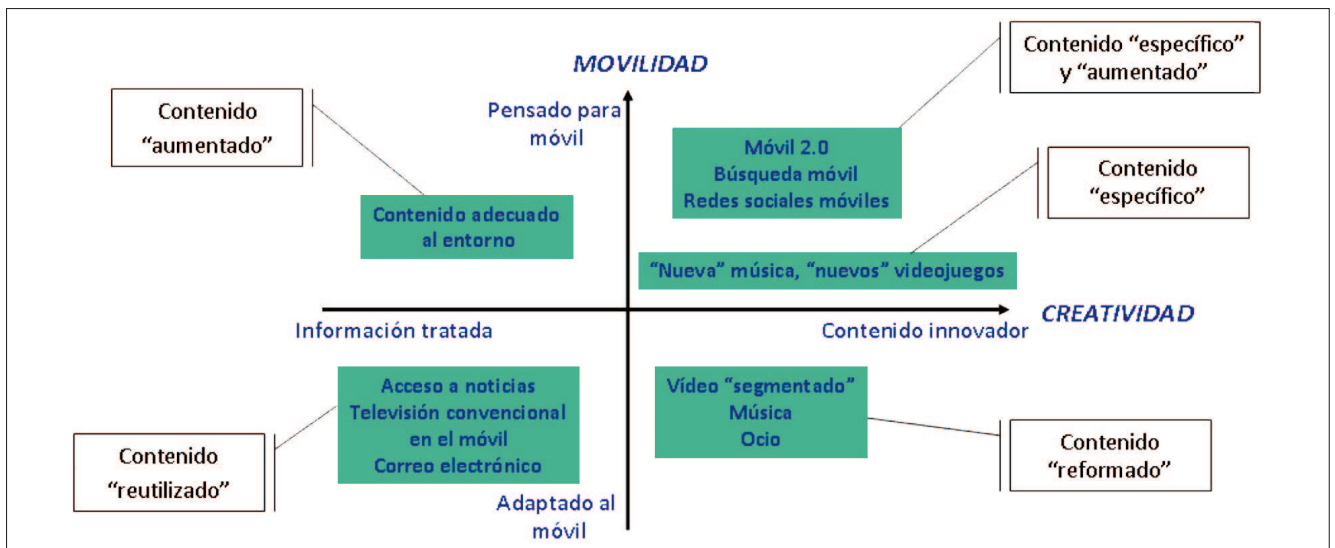 MOVILIDAD
Pensado para
móvil
Contenido
“aumentado”
Contenido adecuado
al entorno
Contenido “específico”
y “aumentado”
Móvil 2.0
Búsqueda móvil
Redes sociales móviles
Contenido
“específico”
“Nueva” música, “nuevos” videojuegos
Información tratada
Contenido innovador
CREATIVIDAD
Acceso a noticias
Televisión convencional
en el móvil
Correo electrónico
Contenido
“reutilizado”
Vídeo “segmentado”
Música
Ocio
Contenido
“reformado”
Adaptado al
móvil